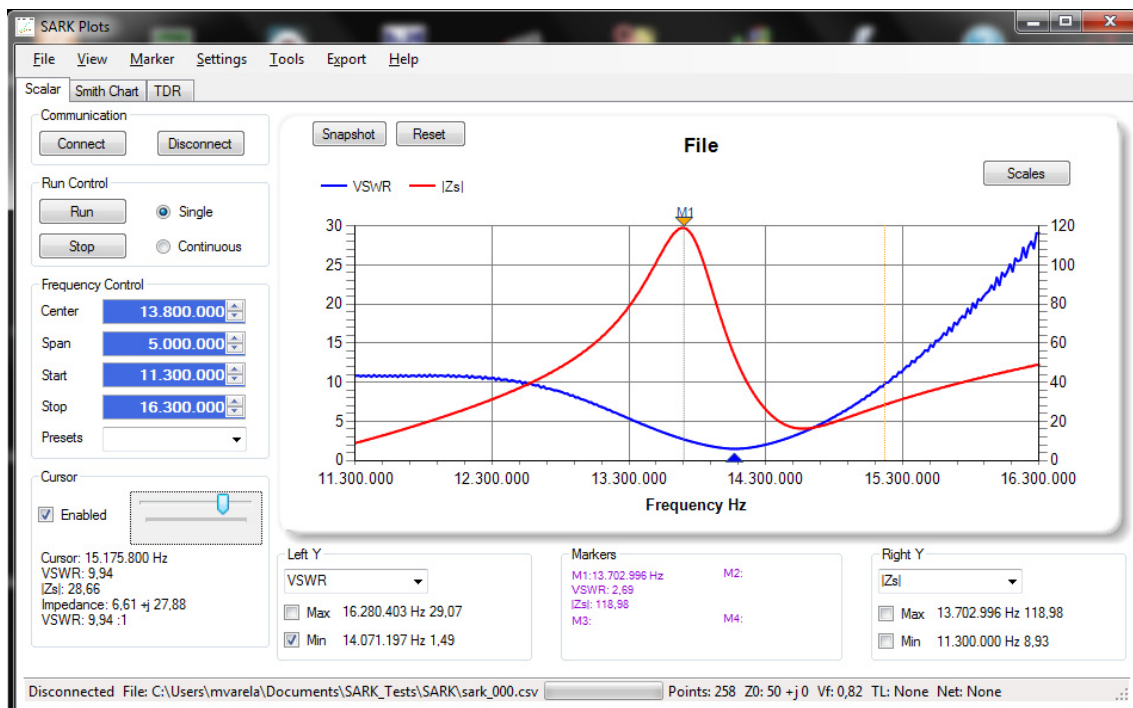 SARK Plots
File View Marker Settings Tools Export Help
Scalar Smith Chart TDR
Communication
Connect Disconnect
Run Control
Run Single
Stop Continuous
Frequency Control
Center 13.800.000
Span 5.000.000
Start 11.300.000
Stop 16.300.000
Presets
Cursor
Enabled
Cursor: 15.175.800 Hz
VSWR: 9,94
|Zs|: 28,66
Impedance: 6,61 +j 27,88
VSWR: 9,94 :1
Snapshot Reset
File
Scales
VSWR |Zs|
M1
30 120
25 100
20 80
15 60
10 40
5 20
0 0
11.300.000 12.300.000 13.300.000 14.300.000 15.300.000 16.300.000
Frequency Hz
Left Y
VSWR
Max 16.280.403 Hz 29,07
Min 14.071.197 Hz 1,49
Markers
M1:13.702.996 Hz
VSWR: 2,69
|Zs|: 118,98
M3:
M2:
M4:
Right Y
|Zs|
Max 13.702.996 Hz 118,98
Min 11.300.000 Hz 8,93
Disconnected File: C:\Users\mvarela\Documents\SARK_Tests\SARK\sark_000.csv Points: 258 Z0: 50 +j 0 Vf: 0,82 TL: None Net: None